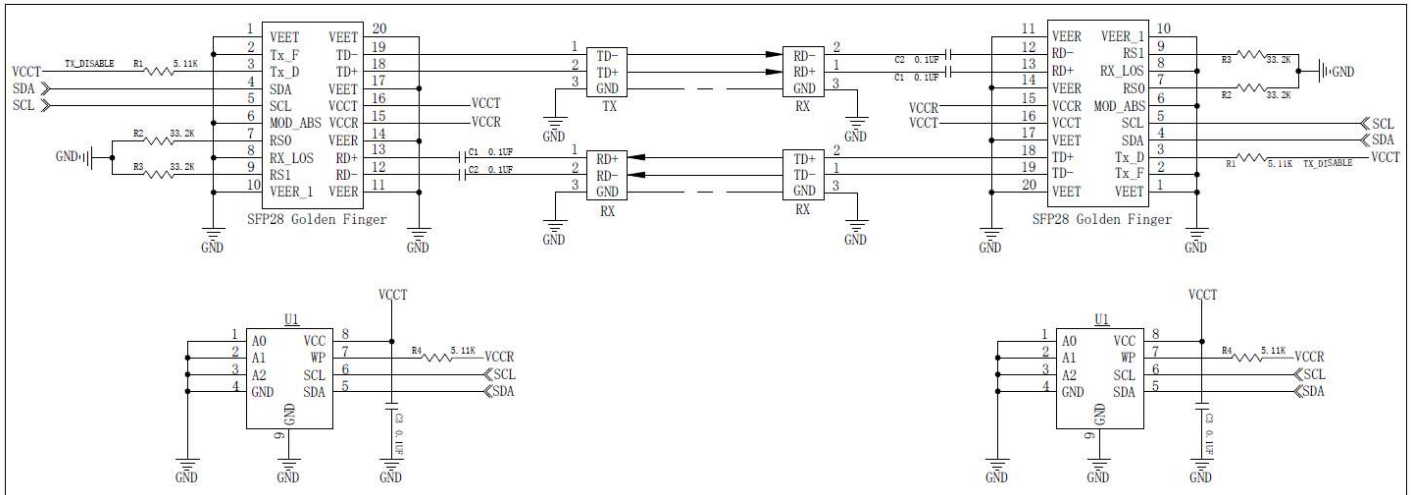 1 VEET VEET 20
2 Tx_F TD- 19
VCCT TX_DISABLE R1 5.11K 3 Tx_D TD+ 18
SDA 4 SDA VEET 17
SCL 5 SCL VCCT 16 VCCT
6 MOD_ABS VCCR 15 VCCR
R2 33.2K 7 RS0 VEER 14
GND 8 RX_LOS RD+ 13 C1 0.1UF
R3 33.2K 9 RS1 RD- 12 C2 0.1UF
10 VEER_1 VEER 11
SFP28 Golden Finger
GND GND
1 TD-
2 TD+
3 GND
TX
GND
RD- 2
RD+ 1
GND 3
RX
GND
1 RD+
2 RD-
3 GND
RX
GND
TD+ 2
TD- 1
GND 3
RX
GND
11 VEER VEER_1 10
C2 0.1UF 12 RD- RS1 9 R3 33.2K
C1 0.1UF 13 RD+ RX_LOS 8 GND
14 VEER RS0 7 R2 33.2K
VCCR 15 VCCR MOD_ABS 6
VCCT 16 VCCT SCL 5 SCL
17 VEET SDA 4 SDA
18 TD+ Tx_D 3 R1 5.11K TX_DISABLE VCCT
19 TD- Tx_F 2
20 VEET VEET 1
SFP28 Golden Finger
GND GND
VCCT
U1
1 A0 VCC 8
2 A1 WP 7 R4 5.11K VCCR
3 A2 SCL 6 SCL
4 GND SDA 5 SDA
GND
9
C3 0.1UF
GND GND GND
VCCT
U1
1 A0 VCC 8
2 A1 WP 7 R4 5.11K VCCR
3 A2 SCL 6 SCL
4 GND SDA 5 SDA
GND
9
C3 0.1UF
GND GND GND